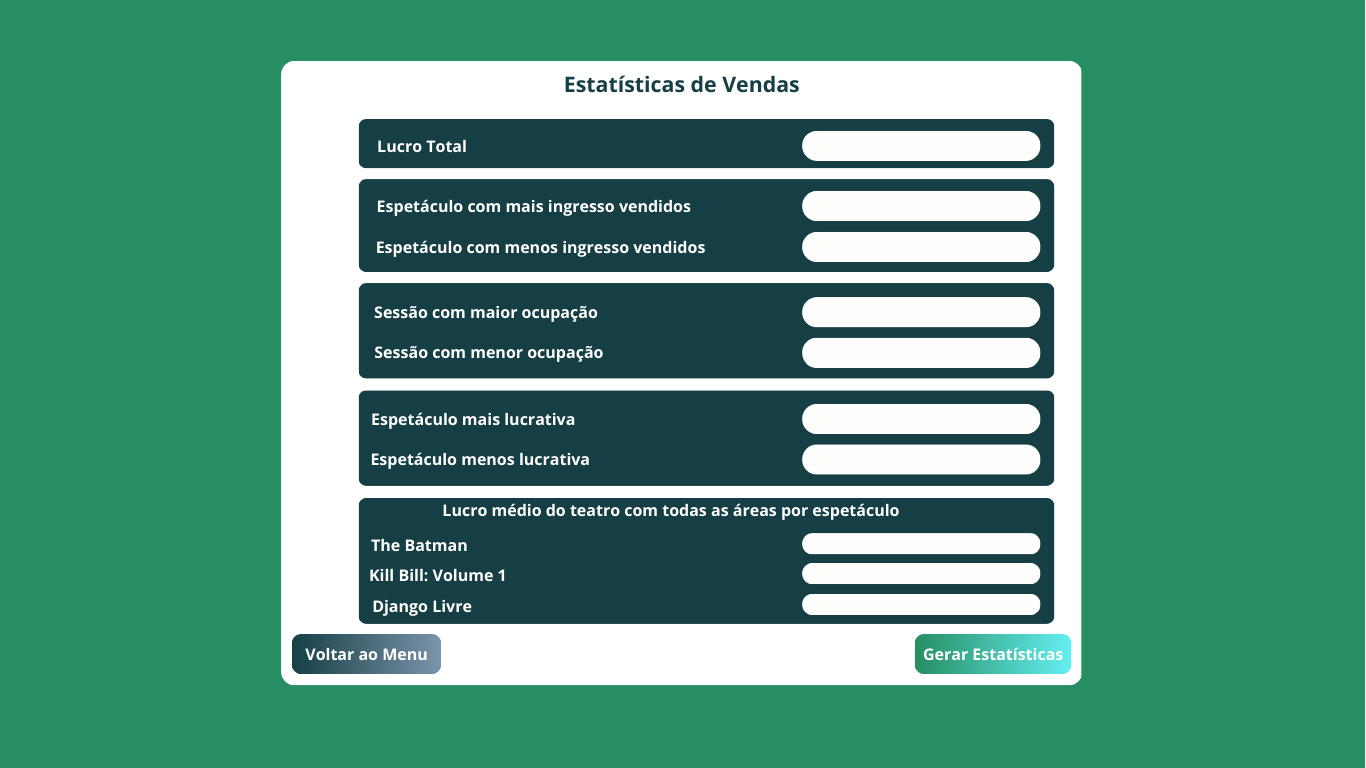 Estatísticas de Vendas
Lucro Total
Espetáculo com mais ingresso vendidos
Espetáculo com menos ingresso vendidos
Sessão com maior ocupação
Sessão com menor ocupação
Espetáculo mais lucrativa
Espetáculo menos lucrativa
Lucro médio do teatro com todas as áreas por espetáculo
The Batman
Kill Bill: Volume 1
Django Livre
Voltar ao Menu
Gerar Estatísticas